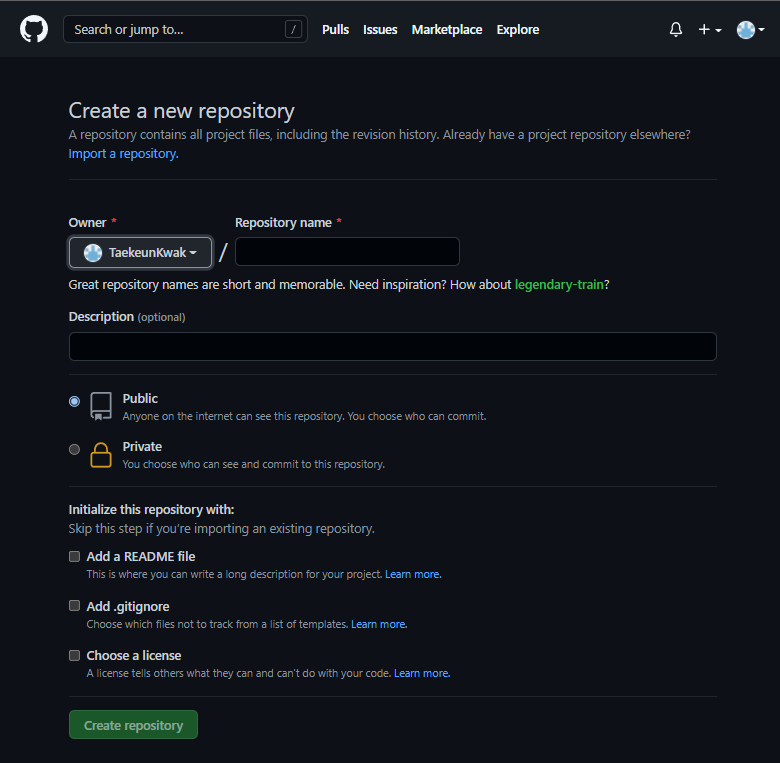 Search or jump to... /
Pulls Issues Marketplace Explore
Create a new repository
A repository contains all project files, including the revision history. Already have a project repository elsewhere?
Import a repository.
Owner * Repository name *
TaekeunKwak /
Great repository names are short and memorable. Need inspiration? How about legendary-train?
Description (optional)
Public
Anyone on the internet can see this repository. You choose who can commit.
Private
You choose who can see and commit to this repository.
Initialize this repository with:
Skip this step if you're importing an existing repository.
Add a README file
This is where you can write a long description for your project. Learn more.
Add .gitignore
Choose which files not to track from a list of templates. Learn more.
Choose a license
A license tells others what they can and can't do with your code. Learn more.
Create repository